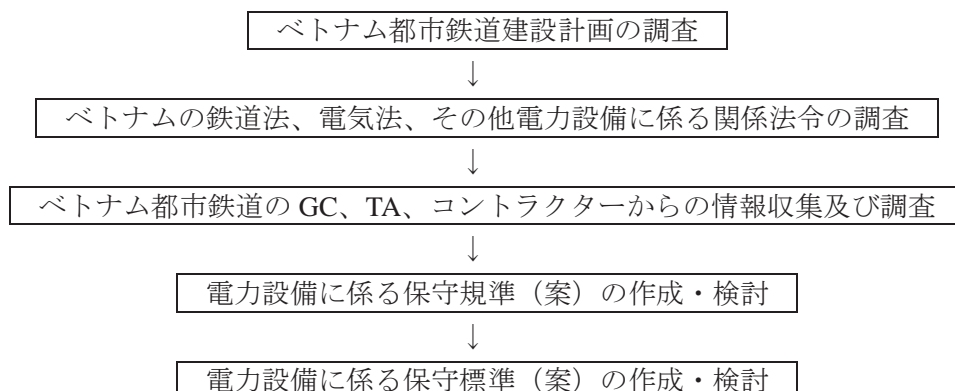 ベトナム都市鉄道建設計画の調査
↓
ベトナムの鉄道法、電気法、その他電力設備に係る関係法令の調査
↓
ベトナム都市鉄道の GC、TA、コントラクターからの情報収集及び調査
↓
電力設備に係る保守規準（案）の作成・検討
↓
電力設備に係る保守標準（案）の作成・検討